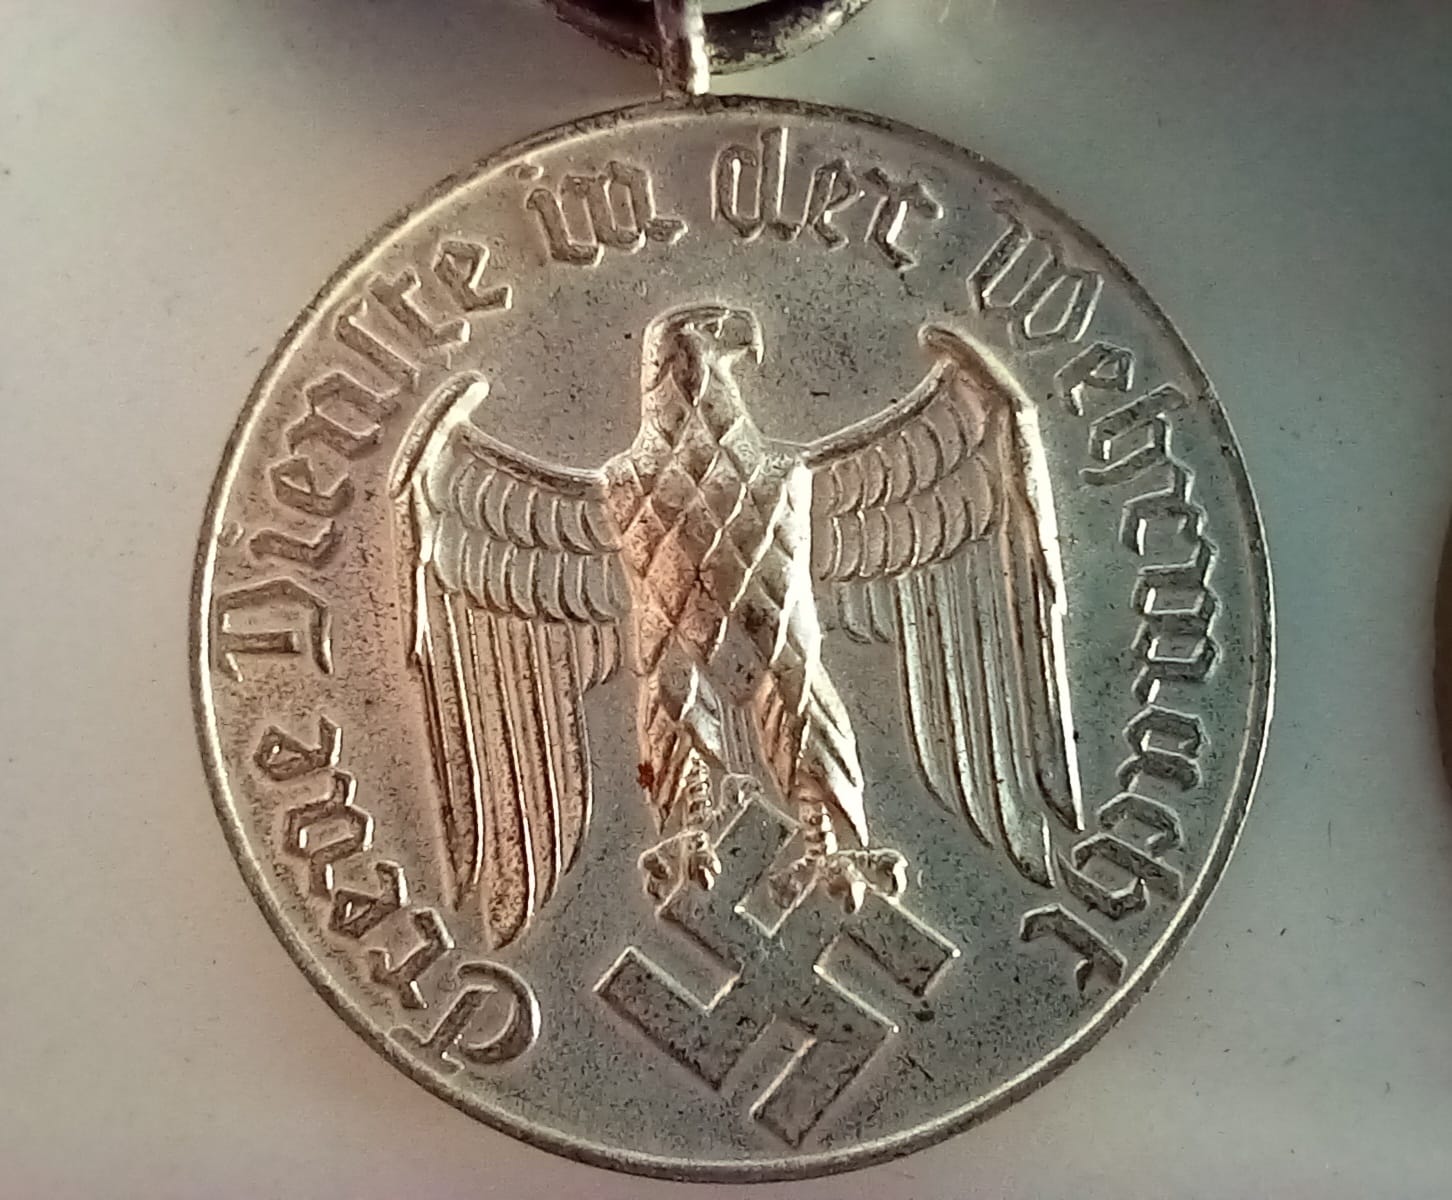 Treue Dienste in der Wehrmacht